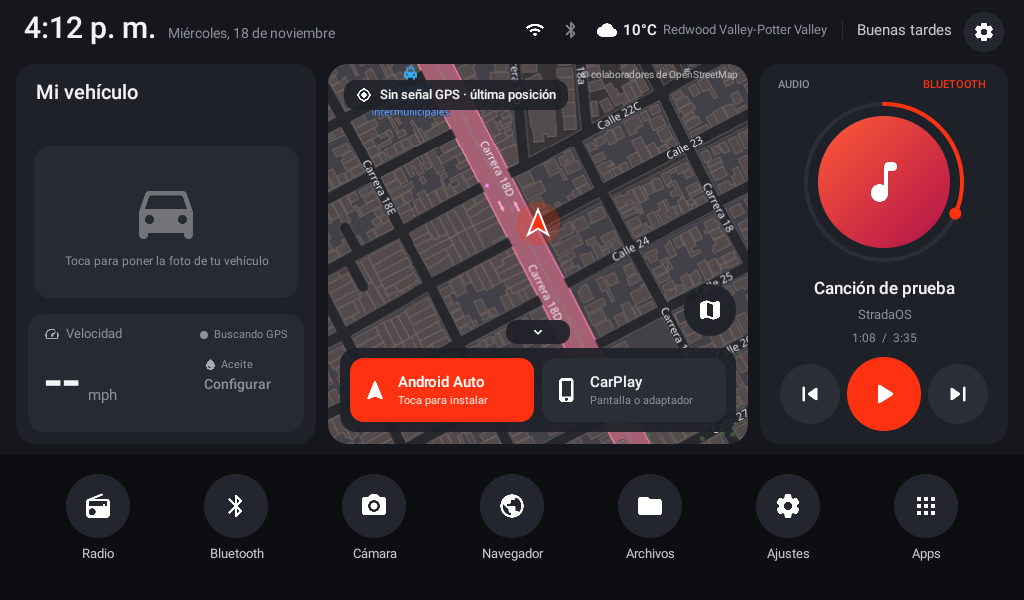 4:12 p. m.
Miércoles, 18 de noviembre
10°C
Redwood Valley-Potter Valley
Buenas tardes
Mi vehículo
Toca para poner la foto de tu vehículo
Velocidad
Buscando GPS
-- mph
Aceite
Configurar
© colaboradores de OpenStreetMap
Sin señal GPS · última posición
intermunicipales
Calle 22C
Calle 23
Carrera 18D
Carrera 18E
Carrera 18
Calle 24
Carrera 18D
Android Auto
Toca para instalar
CarPlay
Pantalla o adaptador
AUDIO
BLUETOOTH
Canción de prueba
StradaOS
1:08 / 3:35
Radio
Bluetooth
Cámara
Navegador
Archivos
Ajustes
Apps